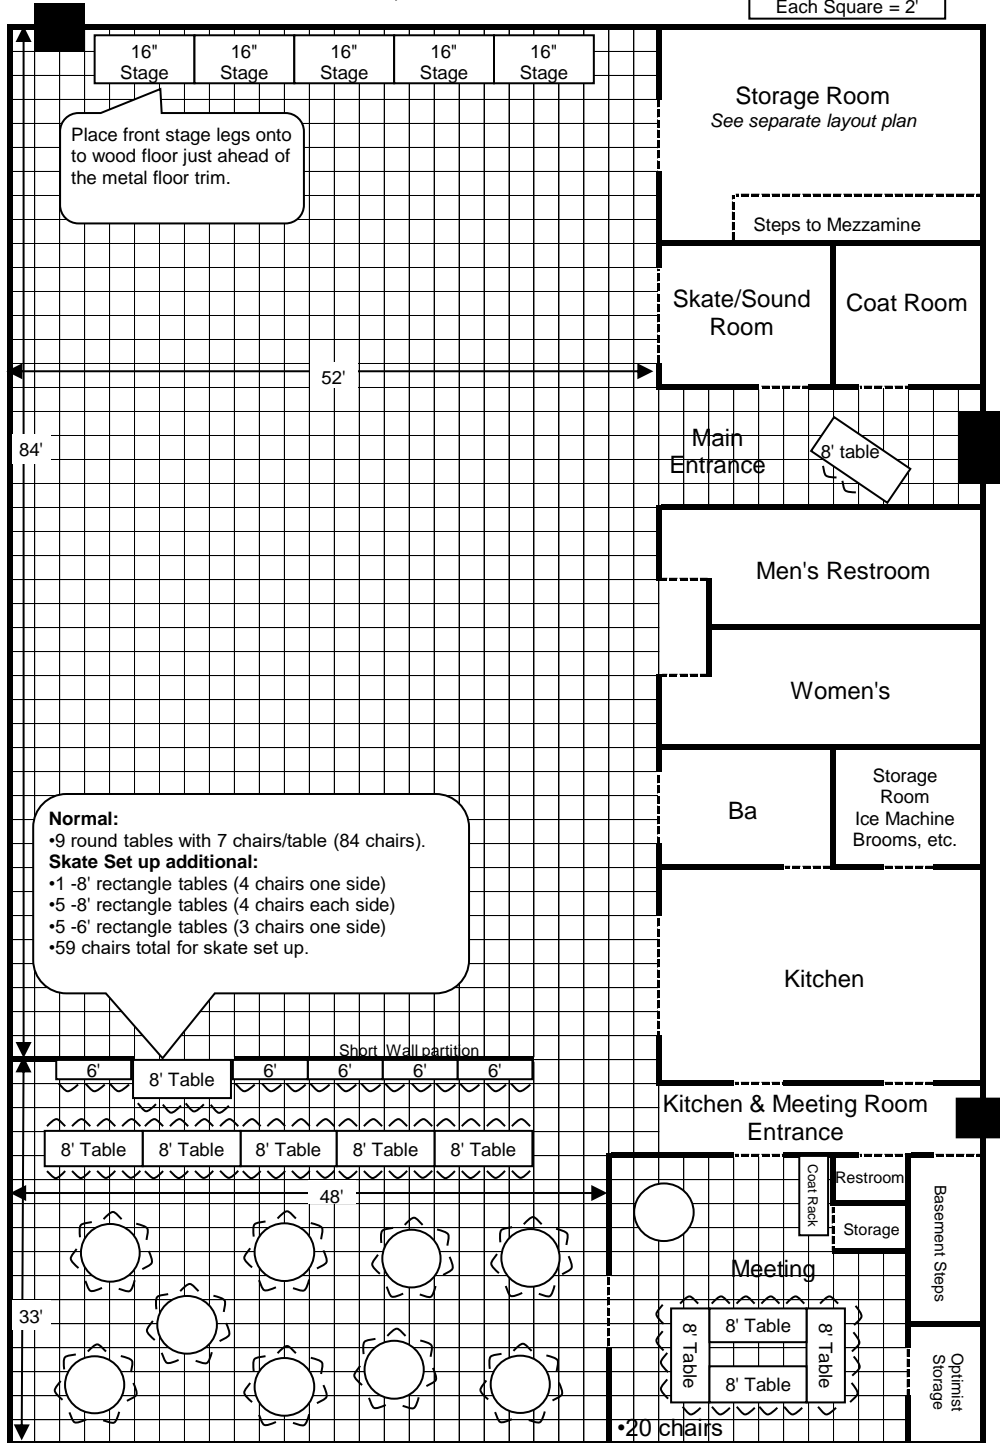 Each Square = 2'
16"
Stage
16"
Stage
16"
Stage
16"
Stage
16"
Stage
Place front stage legs onto
to wood floor just ahead of
the metal floor trim.
Storage Room
See separate layout plan
Steps to Mezzamine
Skate/Sound
Room
Coat Room
52'
84'
Main
Entrance
8' table
Men's Restroom
Women's
Ba
Storage
Room
Ice Machine
Brooms, etc.
Normal:
•9 round tables with 7 chairs/table (84 chairs).
Skate Set up additional:
•1 -8' rectangle tables (4 chairs one side)
•5 -8' rectangle tables (4 chairs each side)
•5 -6' rectangle tables (3 chairs one side)
•59 chairs total for skate set up.
Kitchen
Short Wall partition
6'
8' Table
6'
6'
6'
6'
Kitchen & Meeting Room
Entrance
8' Table
8' Table
8' Table
8' Table
8' Table
48'
Coat Rack
Restroom
Storage
Basement Steps
Meeting
33'
8' Table
8' Table
8' Table
8' Table
Optimist
Storage
•20 chairs